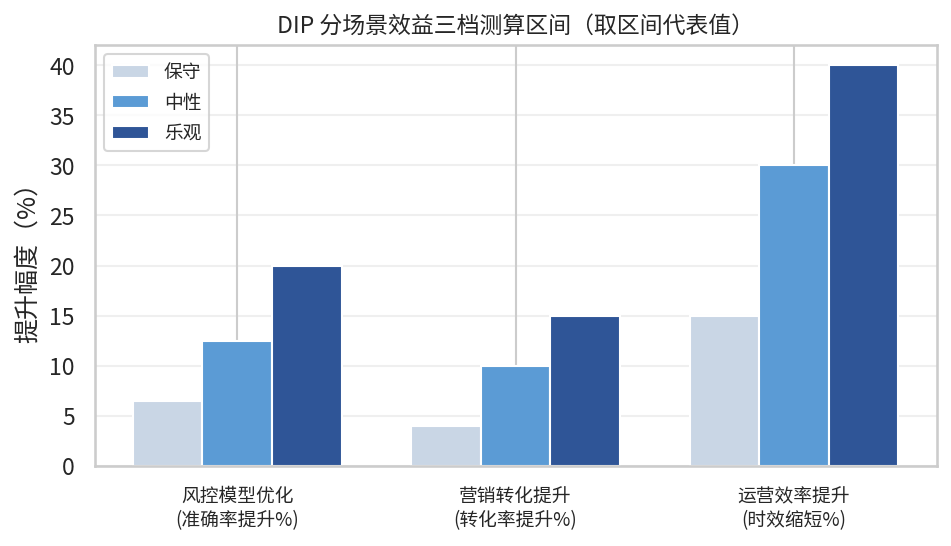 DIP 分场景效益三档测算区间（取区间代表值）
保守
中性
乐观
提升幅度（%）
40
35
30
25
20
15
10
5
0
风控模型优化
(准确率提升%)
营销转化提升
(转化率提升%)
运营效率提升
(时效缩短%)